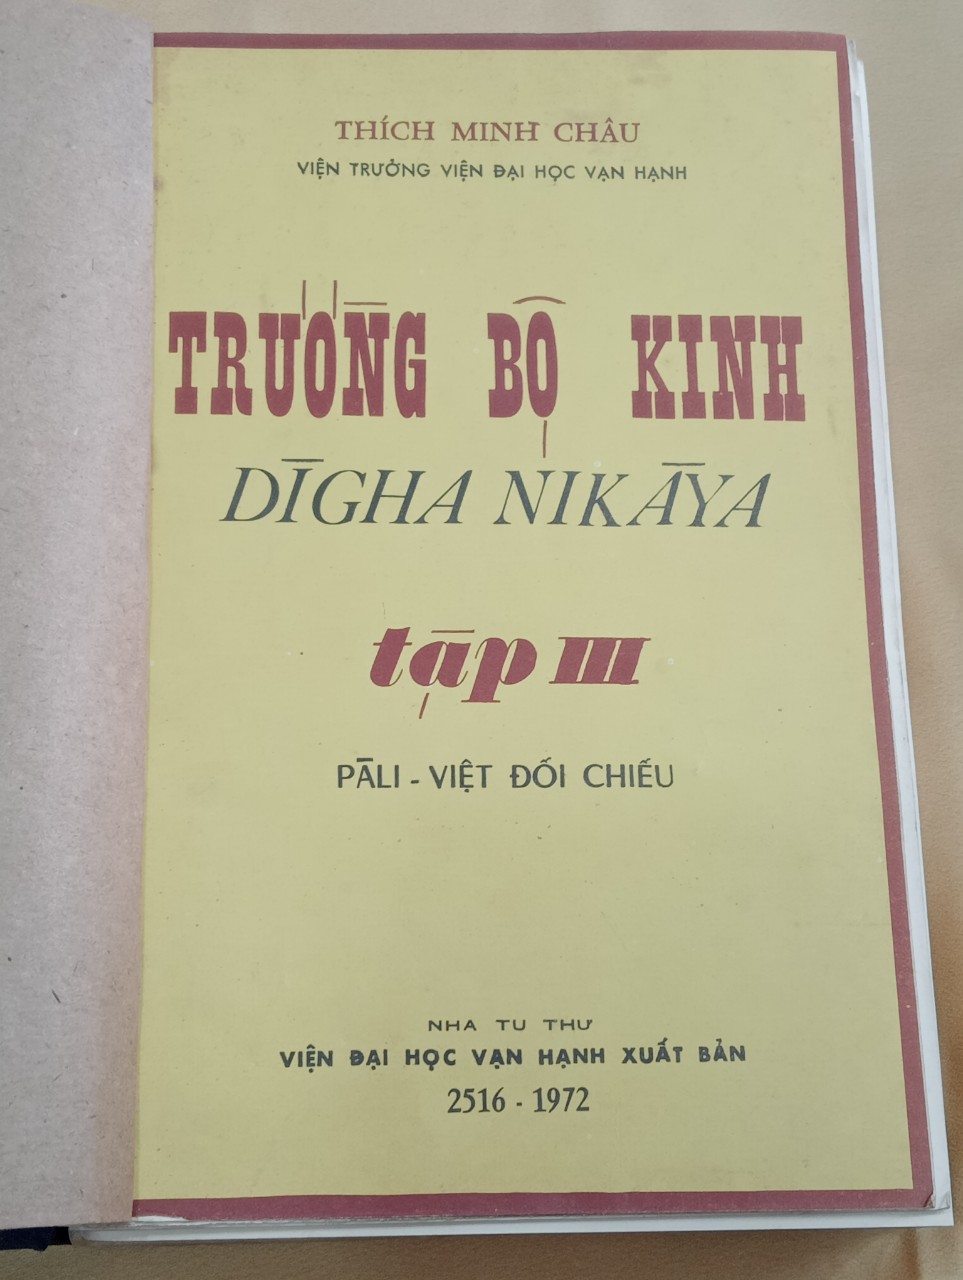 THÍCH MINH CHÂU
VIỆN TRƯỞNG VIỆN ĐẠI HỌC VẠN HẠNH
TRƯỜNG BỘ KINH
DĪGHA NIKĀYA
tập III
PĀLI - VIỆT ĐỐI CHIẾU
NHA TU THƯ
VIỆN ĐẠI HỌC VẠN HẠNH XUẤT BẢN
2516 - 1972